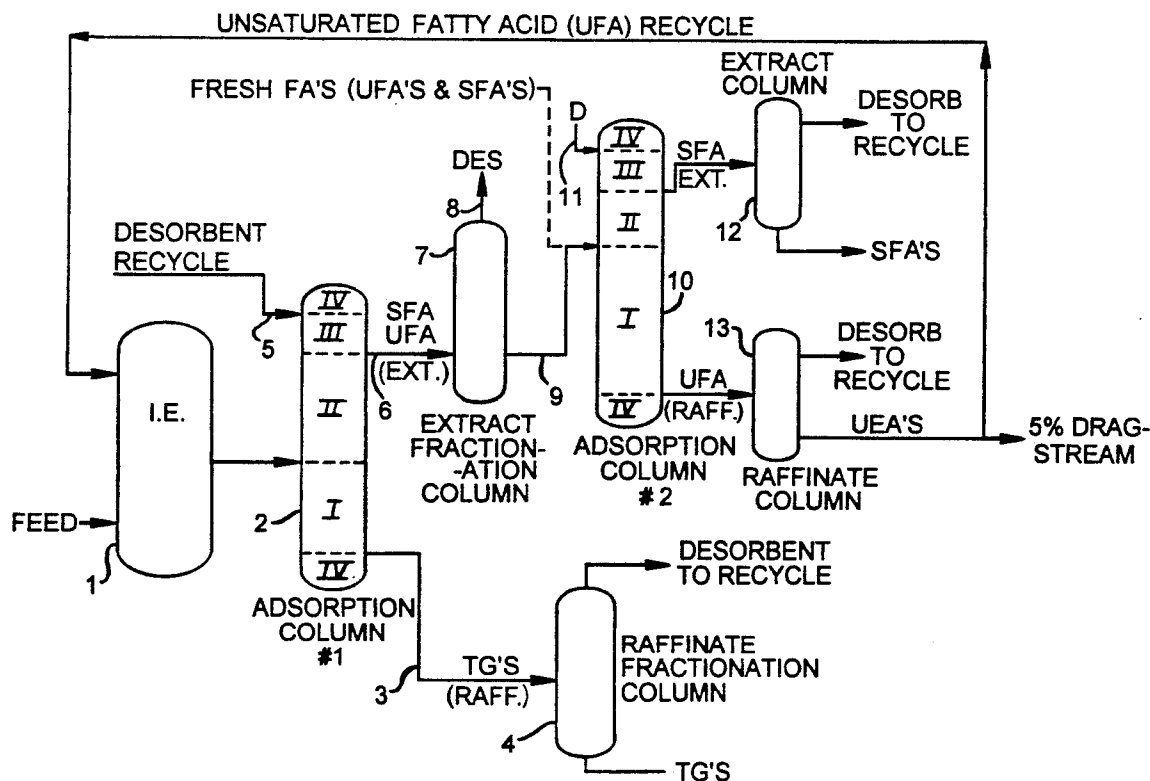 UNSATURATED FATTY ACID (UFA) RECYCLE
FRESH FA'S (UFA'S & SFA'S)
EXTRACT
COLUMN
DESORB
TO
RECYCLE
D
11
IV
III
II
I
IV
SFA
EXT.
12
SFA'S
10
DES
8
7
DESORBENT
RECYCLE
5
IV
III
II
I
IV
SFA
UFA
(EXT.)
6
9
EXTRACT
FRACTION-
-ATION
COLUMN
UFA
(RAFF.)
ADSORPTION
COLUMN
#2
13
DESORB
TO
RECYCLE
UEA'S
RAFFINATE
COLUMN
5% DRAG-
STREAM
I.E.
FEED
1
2
ADSORPTION
COLUMN
#1
3
TG'S
(RAFF.)
DESORBENT
TO RECYCLE
RAFFINATE
FRACTIONATION
COLUMN
4
TG'S